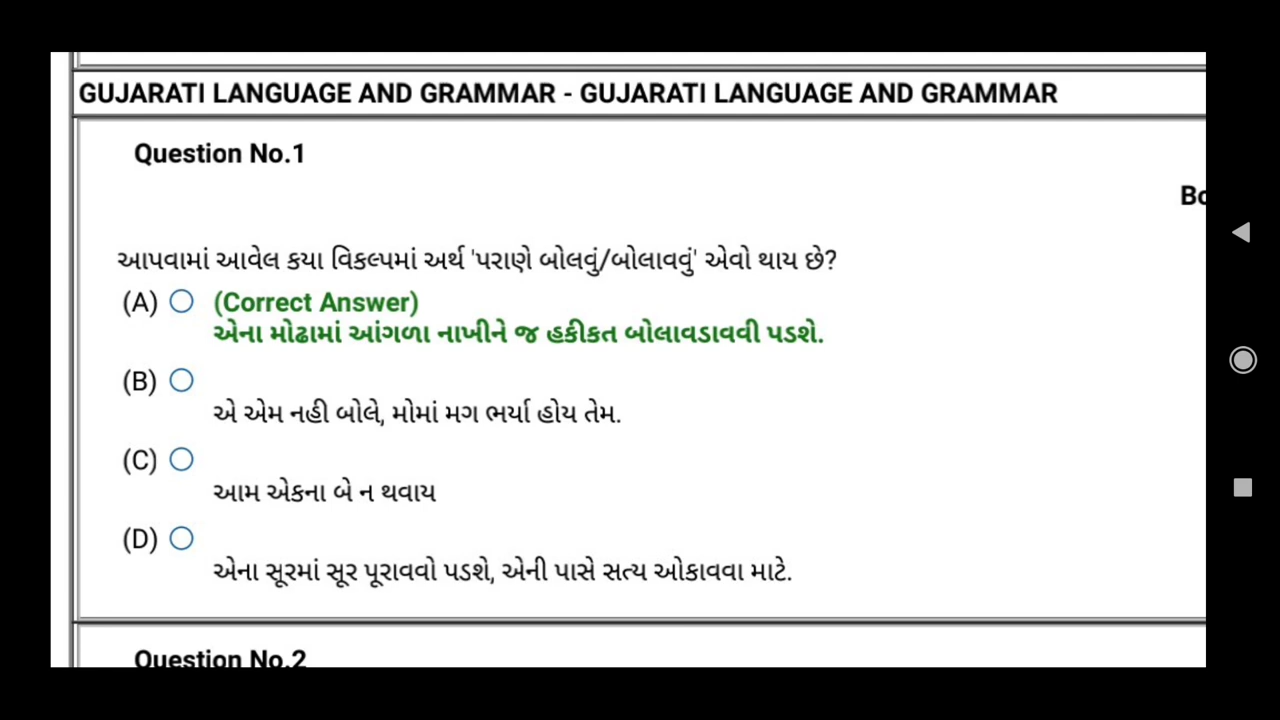 GUJARATI LANGUAGE AND GRAMMAR - GUJARATI LANGUAGE AND GRAMMAR
Question No.1
આપવામાં આવેલ કયા વિકલ્પમાં અર્થ 'પરાણે બોલવું/બોલાવવું' એવો થાય છે?
(A) (Correct Answer)
એના મોઢામાં આંગળા નાખીને જ હકીકત બોલાવડાવવી પડશે.
(B)
એ એમ નહી બોલે, મોમાં મગ ભર્યા હોય તેમ.
(C)
આમ એકના બે ન થવાય
(D)
એના સૂરમાં સૂર પૂરાવવો પડશે, એની પાસે સત્ય ઓકાવવા માટે.
Question No.2